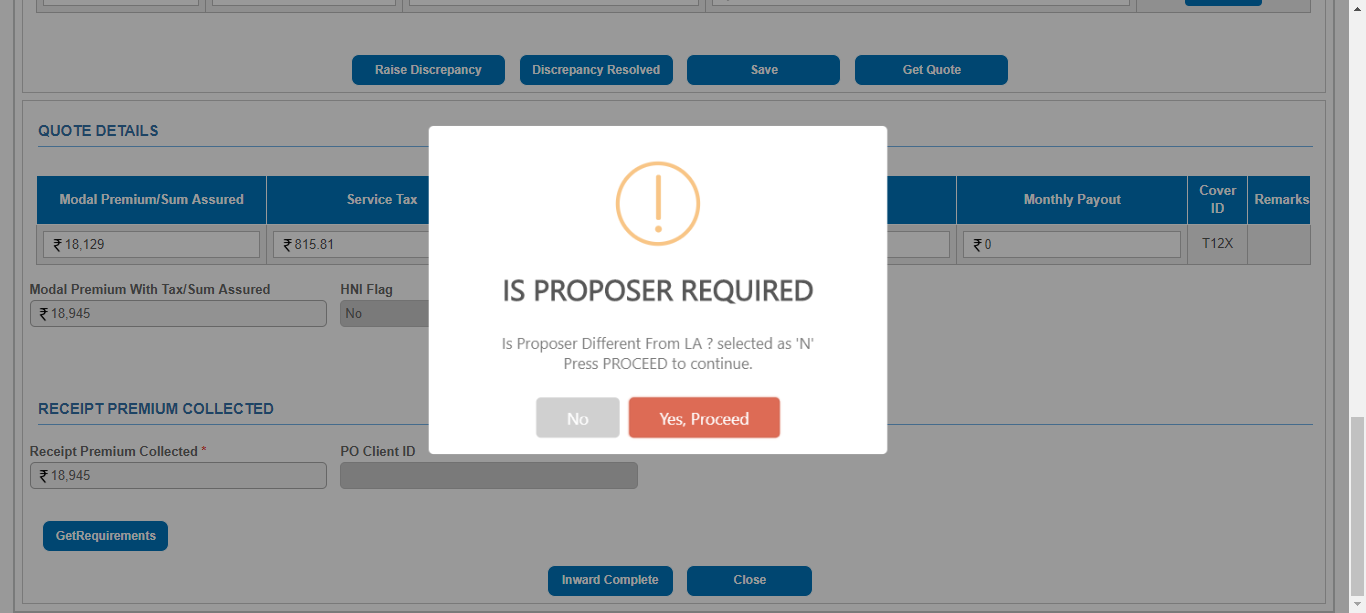 Raise Discrepancy
Discrepancy Resolved
Save
Get Quote
QUOTE DETAILS
Modal Premium/Sum Assured
Service Tax
Monthly Payout
Cover
ID
Remarks
₹ 18,129
₹ 815.81
₹ 0
T12X
Modal Premium With Tax/Sum Assured
HNI Flag
₹ 18,945
No
IS PROPOSER REQUIRED
Is Proposer Different From LA ? selected as 'N'
Press PROCEED to continue.
No
Yes, Proceed
RECEIPT PREMIUM COLLECTED
Receipt Premium Collected *
PO Client ID
₹ 18,945
GetRequirements
Inward Complete
Close